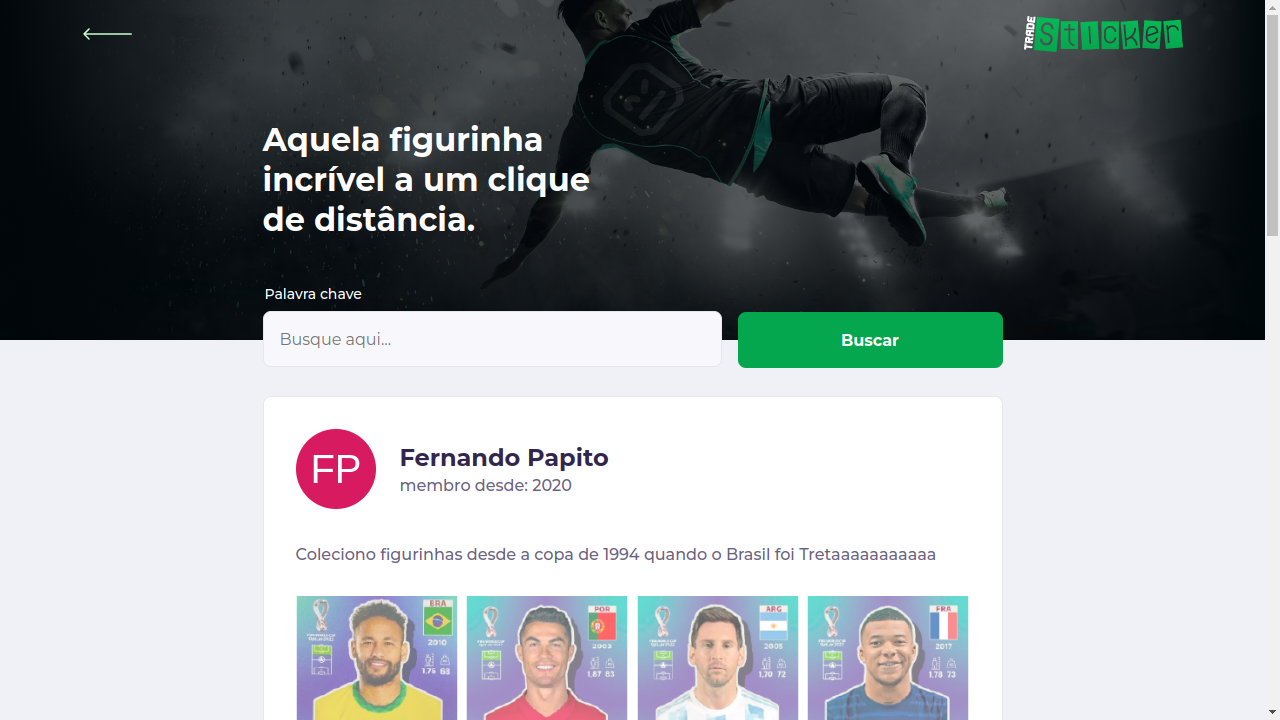 TRADE
Sticker
Aquela figurinha
incrível a um clique
de distância.
Palavra chave
Busque aqui...
Buscar
FP
Fernando Papito
membro desde: 2020
Coleciono figurinhas desde a copa de 1994 quando o Brasil foi Tretaaaaaaaaaaa
BRA POR ARG FRA
2010 2003 2005 2017
1,75 68 1,87 83 1,70 72 1,78 73